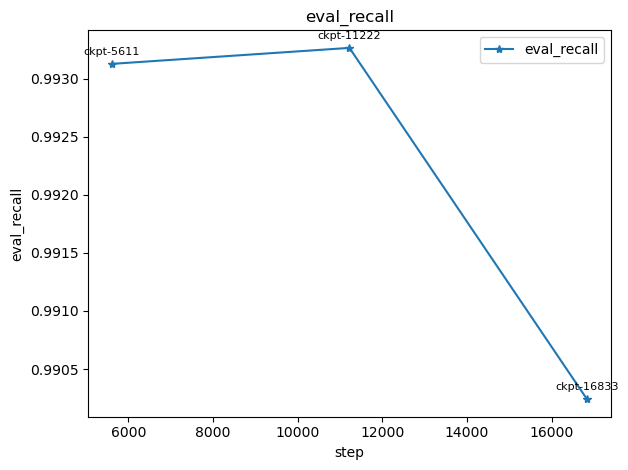 eval_recall
ckpt-5611
ckpt-11222
eval_recall
0.9930
0.9925
0.9920
0.9915
0.9910
0.9905
eval_recall
ckpt-16833
6000 8000 10000 12000 14000 16000
step